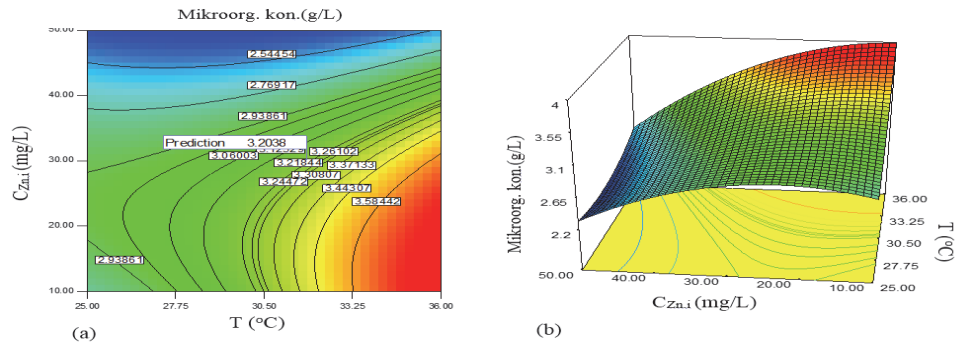 Mikroorg. kon.(g/L)
50.00
40.00
30.00
20.00
10.00
C Zn.i (mg/L)
2.54454
2.76917
2.93861
Prediction 3.2038
3.06003
3.26102
3.21844
3.37133
3.30807
3.24472
3.44307
3.58442
2.93861
25.00 27.75 30.50 33.25 36.00
T (°C)
(a)
4
3.55
3.1
2.65
2.2
Mikroorg. kon.(g/L)
50.00 40.00 30.00 20.00 10.00
C Zn.i (mg/L)
36.00
33.25
30.50
27.75
25.00
T (°C)
(b)